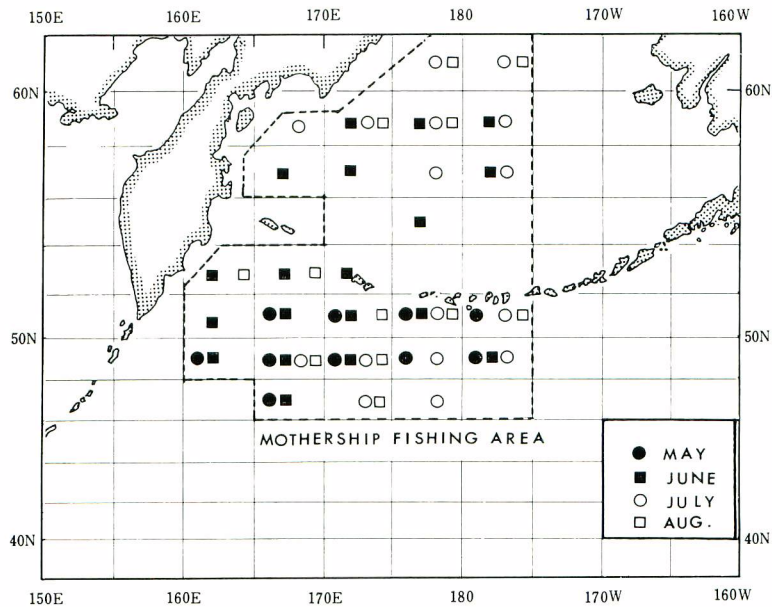 150E 160E 170E 180 170W 160W
60N 60N
50N 50N
MOTHERSHIP FISHING AREA
MAY
JUNE
JULY
AUG.
40N 40N
150E 160E 170E 180 170W 160W